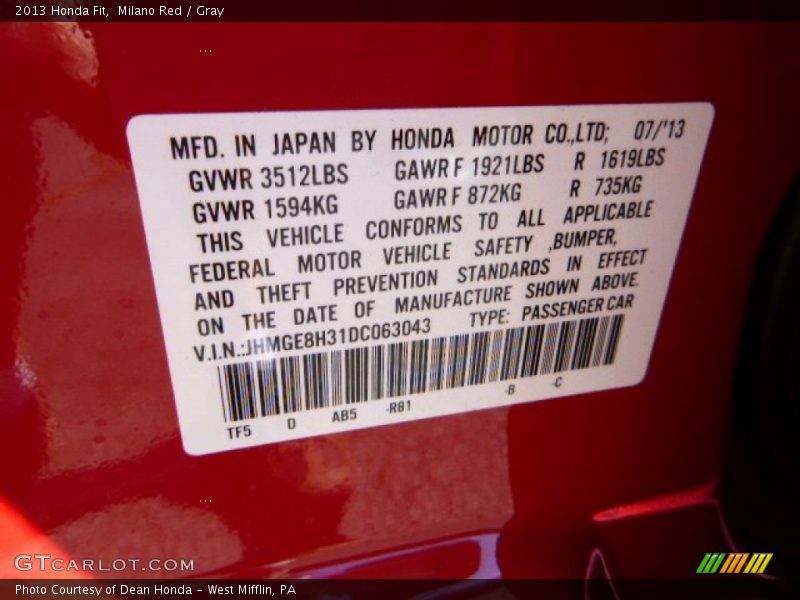 2013 Honda Fit, Milano Red / Gray
MFD. IN JAPAN BY HONDA MOTOR CO.,LTD; 07/'13
GVWR 3512LBS GAWR F 1921LBS R 1619LBS
GVWR 1594KG GAWR F 872KG R 735KG
THIS VEHICLE CONFORMS TO ALL APPLICABLE
FEDERAL MOTOR VEHICLE SAFETY ,BUMPER,
AND THEFT PREVENTION STANDARDS IN EFFECT
ON THE DATE OF MANUFACTURE SHOWN ABOVE.
V.I.N.:JHMGE8H31DC063043 TYPE: PASSENGER CAR
TF5 D AB5 -R81 -B -C
GTCARLOT.COM
Photo Courtesy of Dean Honda - West Mifflin, PA